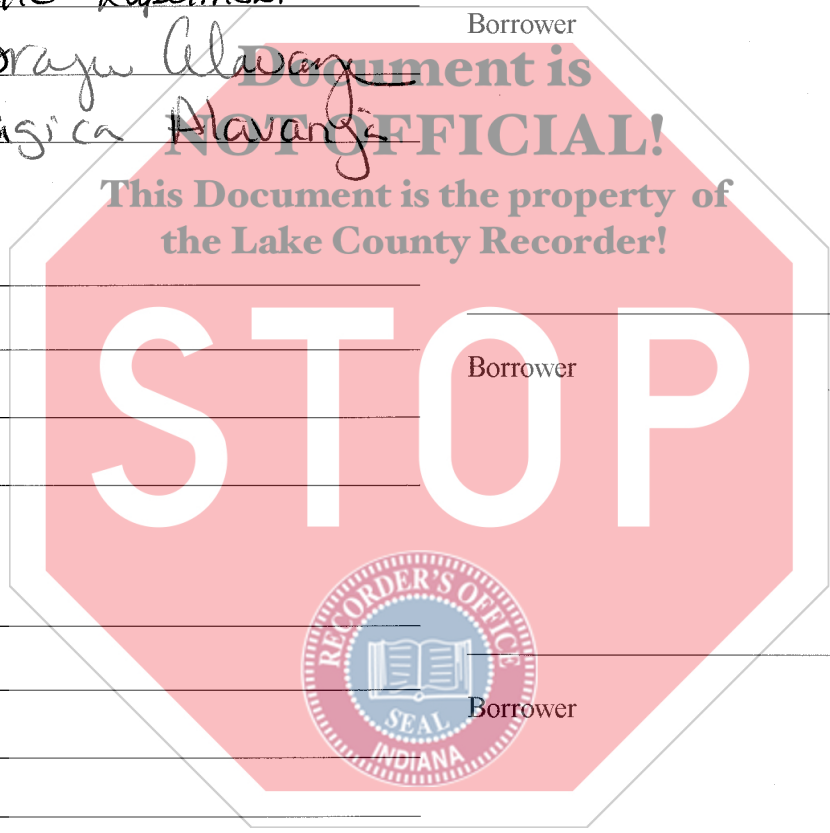 Borrower
Document is
Alavanja
NOT OFFICIAL!
This Document is the property of
the Lake County Recorder!
STOP
Borrower
RECORDER'S OFFICE
SEAL
Borrower
INDIANA